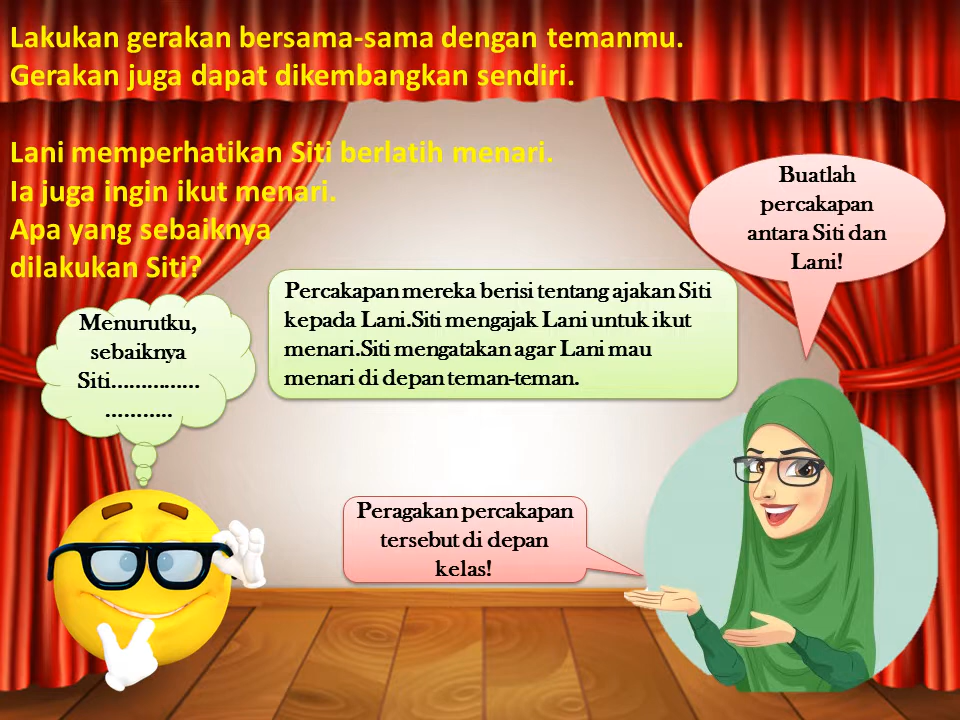 Lakukan gerakan bersama-sama dengan temanmu.
Gerakan juga dapat dikembangkan sendiri.
Lani memperhatikan Siti berlatih menari.
Ia juga ingin ikut menari.
Apa yang sebaiknya
dilakukan Siti?
Buatlah
percakapan
antara Siti dan
Lani!
Percakapan mereka berisi tentang ajakan Siti
kepada Lani.Siti mengajak Lani untuk ikut
menari.Siti mengatakan agar Lani mau
menari di depan teman-teman.
Menurutku,
sebaiknya
Siti...............
...........
Peragakan percakapan
tersebut di depan
kelas!